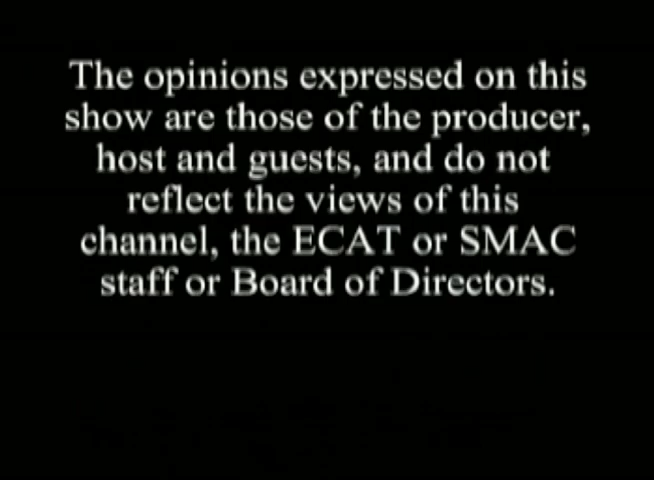 The opinions expressed on this
show are those of the producer,
host and guests, and do not
reflect the views of this
channel, the ECAT or SMAC
staff or Board of Directors.